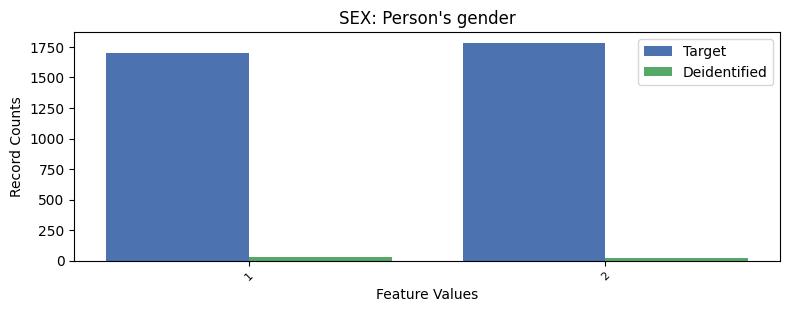 SEX: Person's gender
Target
Deidentified
Record Counts
1750
1500
1250
1000
750
500
250
0
1
2
Feature Values